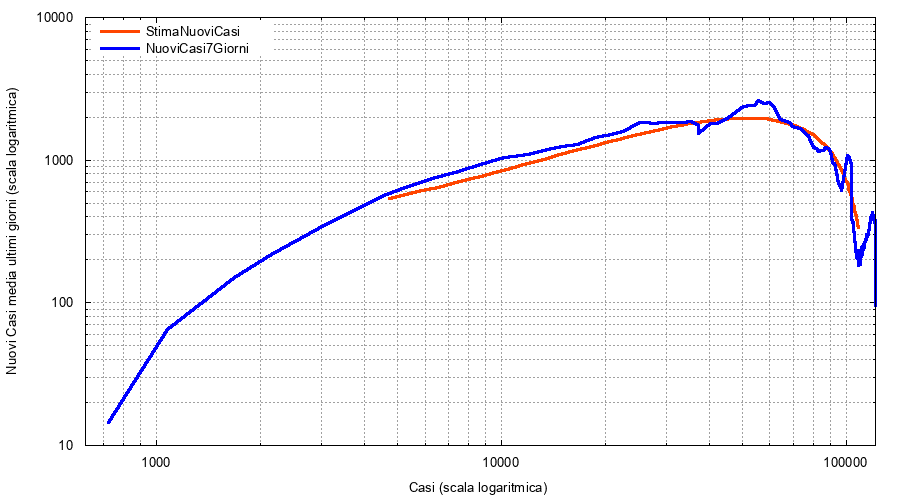 10000
1000
100
10
1000
10000
100000
StimaNuoviCasi
NuoviCasi7Giorni
Nuovi Casi media ultimi giorni (scala logaritmica)
Casi (scala logaritmica)